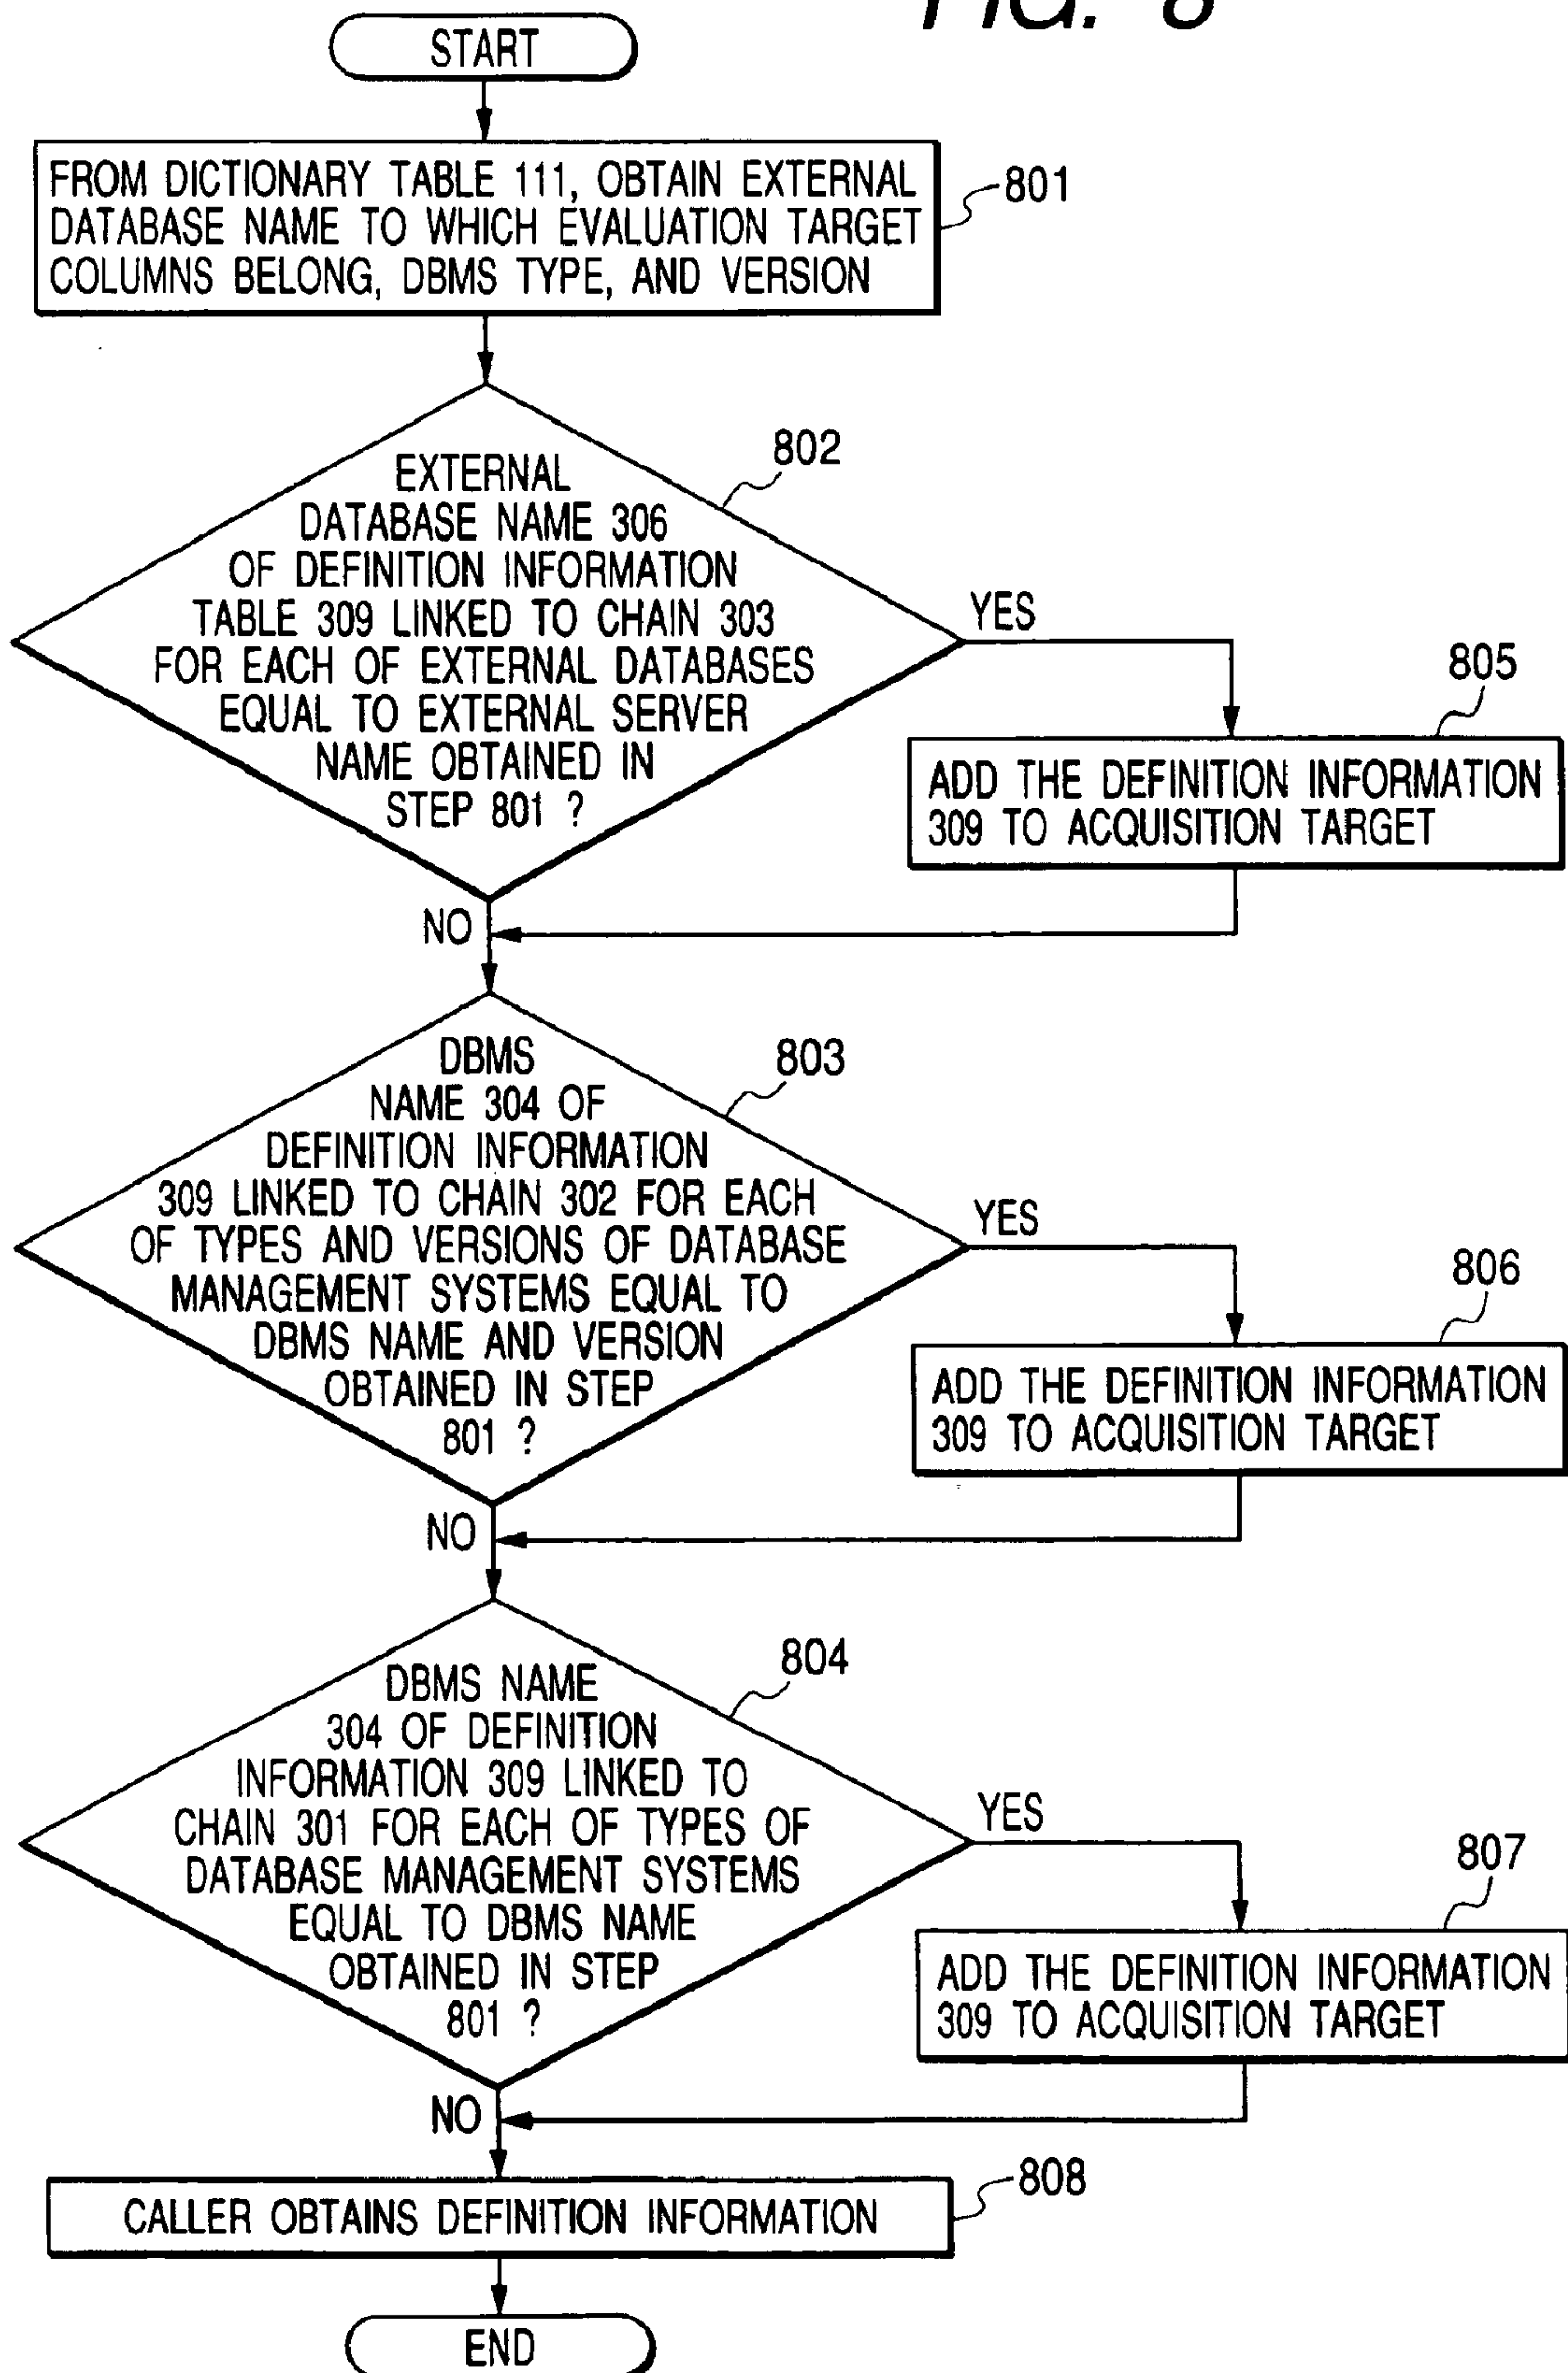 FIG. 8
START
FROM DICTIONARY TABLE 111, OBTAIN EXTERNAL
DATABASE NAME TO WHICH EVALUATION TARGET
COLUMNS BELONG, DBMS TYPE, AND VERSION
801
802
EXTERNAL
DATABASE NAME 306
OF DEFINITION INFORMATION
TABLE 309 LINKED TO CHAIN 303
FOR EACH OF EXTERNAL DATABASES
EQUAL TO EXTERNAL SERVER
NAME OBTAINED IN
STEP 801 ?
YES
805
ADD THE DEFINITION INFORMATION
309 TO ACQUISITION TARGET
NO
803
DBMS
NAME 304 OF
DEFINITION INFORMATION
309 LINKED TO CHAIN 302 FOR EACH
OF TYPES AND VERSIONS OF DATABASE
MANAGEMENT SYSTEMS EQUAL TO
DBMS NAME AND VERSION
OBTAINED IN STEP
801 ?
YES
806
ADD THE DEFINITION INFORMATION
309 TO ACQUISITION TARGET
NO
804
DBMS NAME
304 OF DEFINITION
INFORMATION 309 LINKED TO
CHAIN 301 FOR EACH OF TYPES OF
DATABASE MANAGEMENT SYSTEMS
EQUAL TO DBMS NAME
OBTAINED IN STEP
801 ?
YES
807
ADD THE DEFINITION INFORMATION
309 TO ACQUISITION TARGET
NO
808
CALLER OBTAINS DEFINITION INFORMATION
END